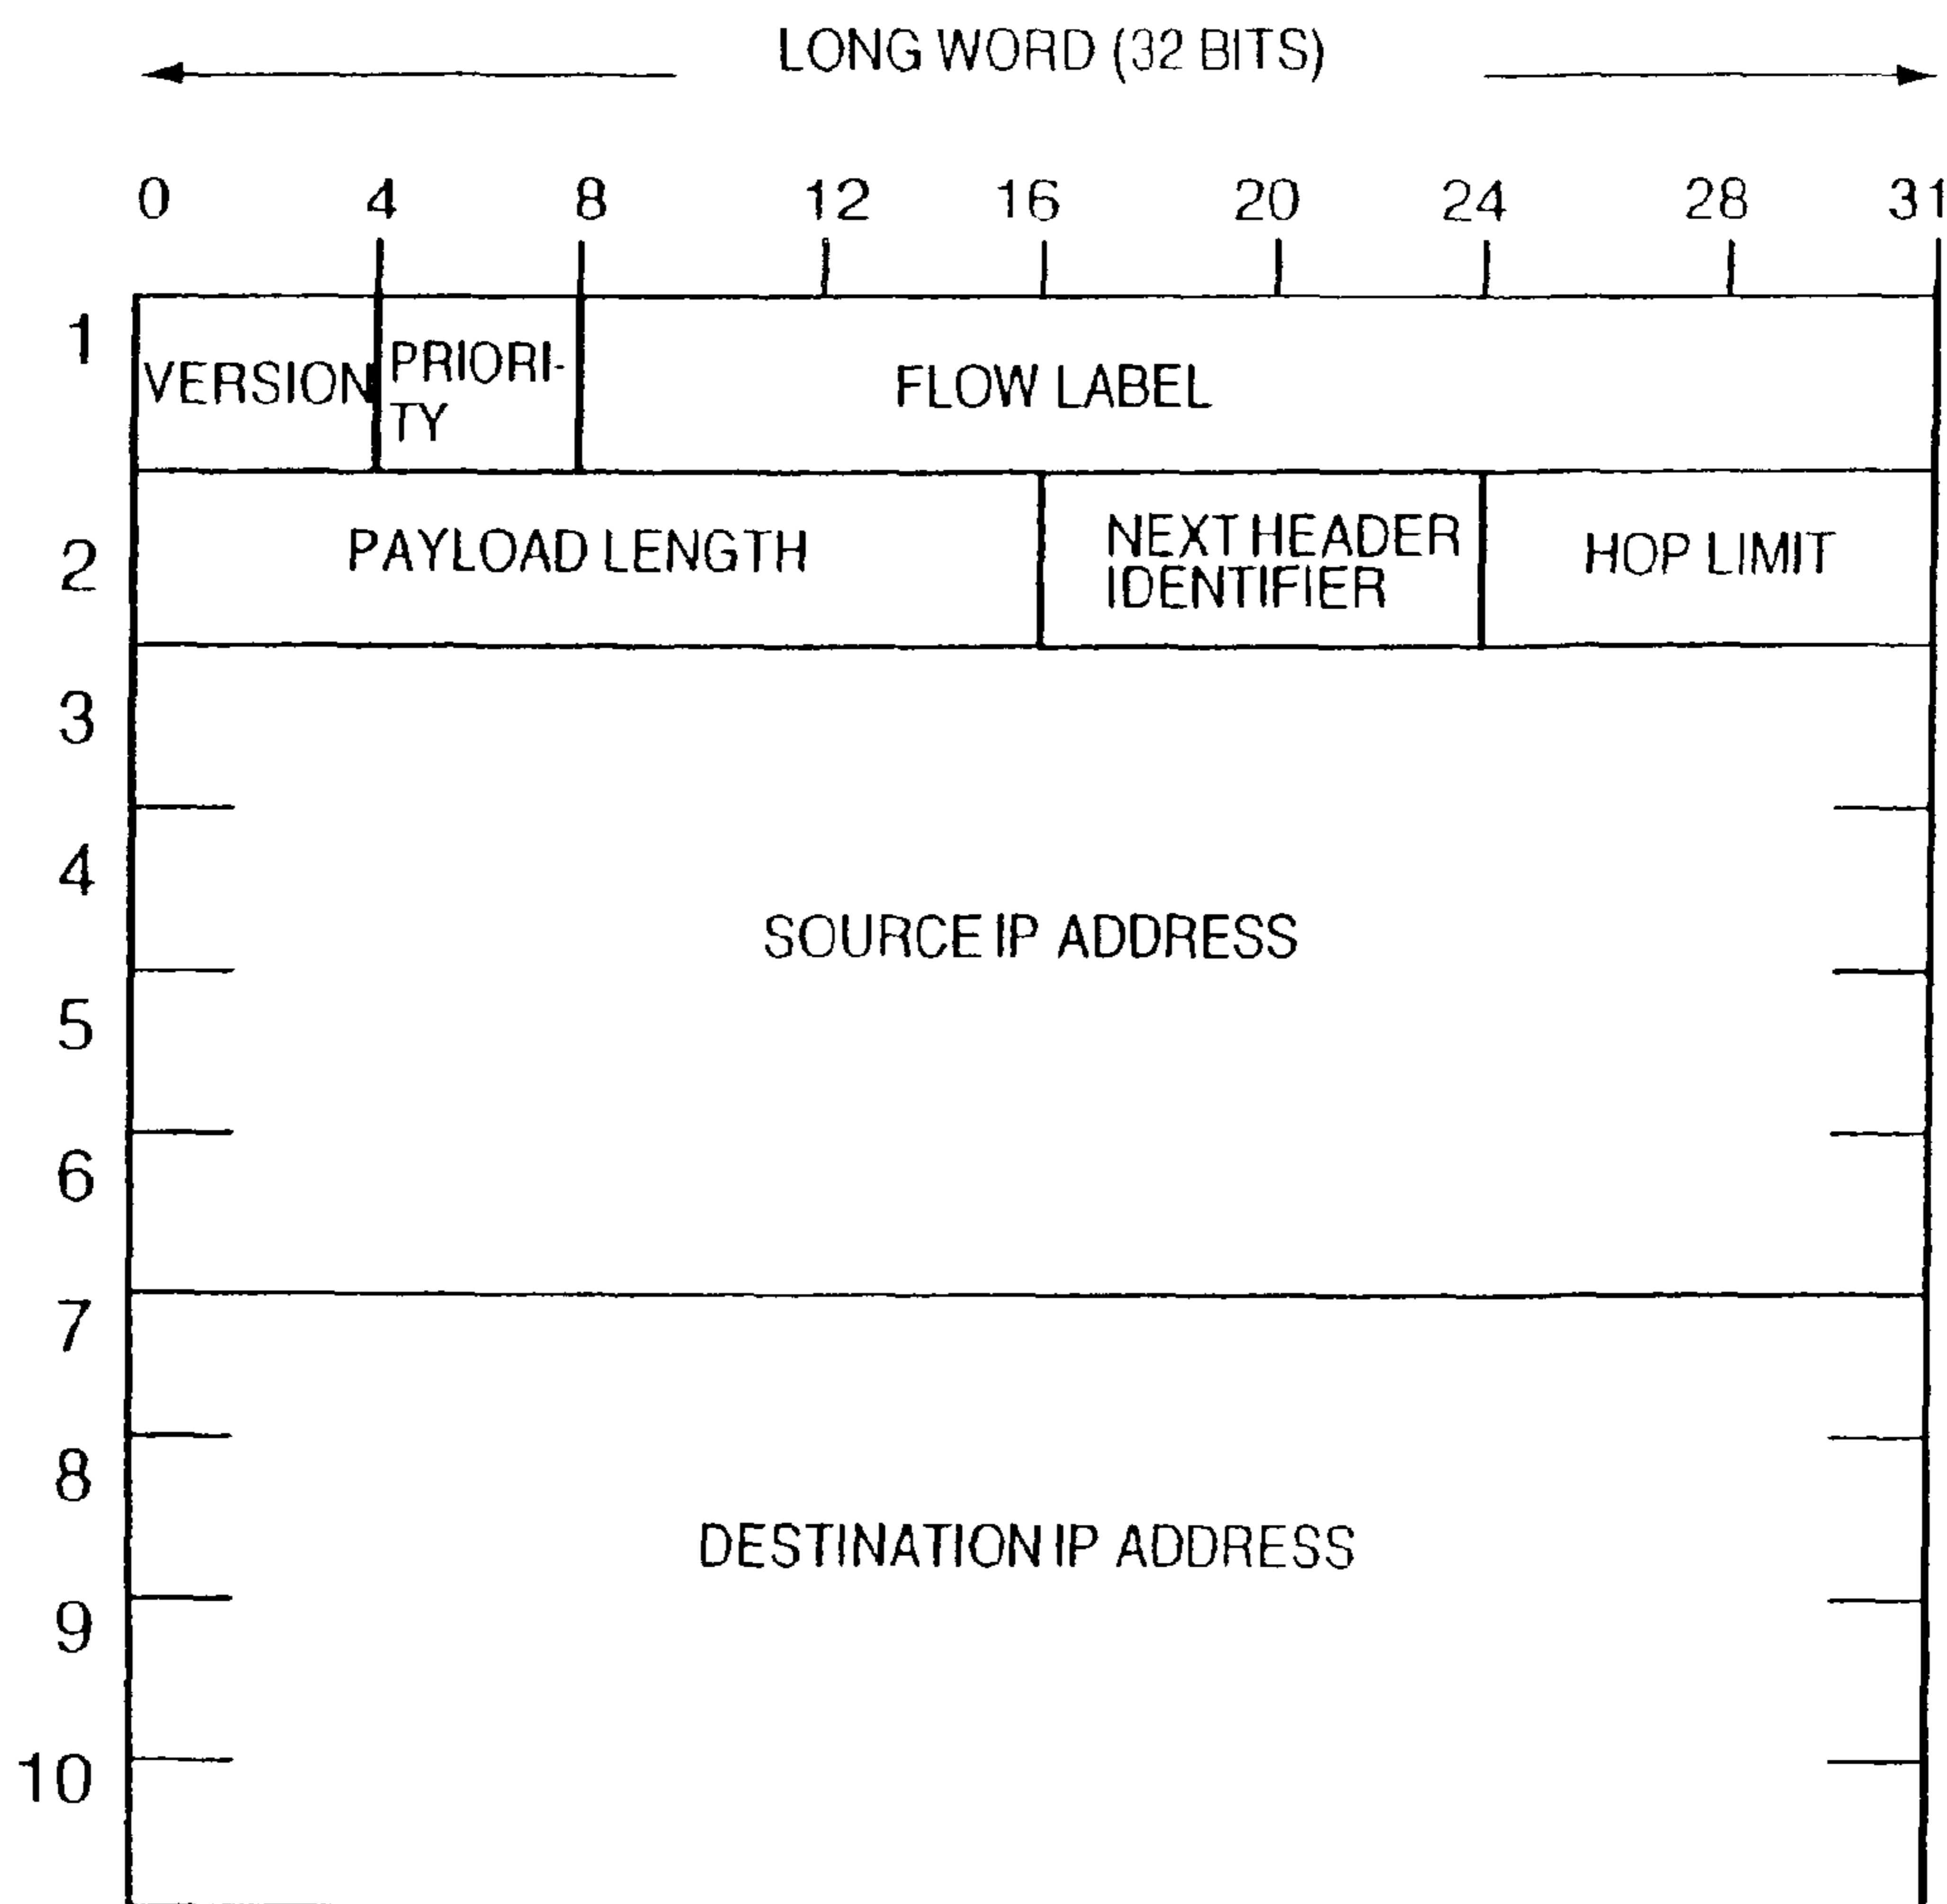 LONG WORD (32 BITS)
0 4 8 12 16 20 24 28 31
1
VERSION
PRIORI-
TY
FLOW LABEL
2
PAYLOAD LENGTH
NEXT HEADER
IDENTIFIER
HOP LIMIT
3
4
SOURCE IP ADDRESS
5
6
7
8
DESTINATION IP ADDRESS
9
10